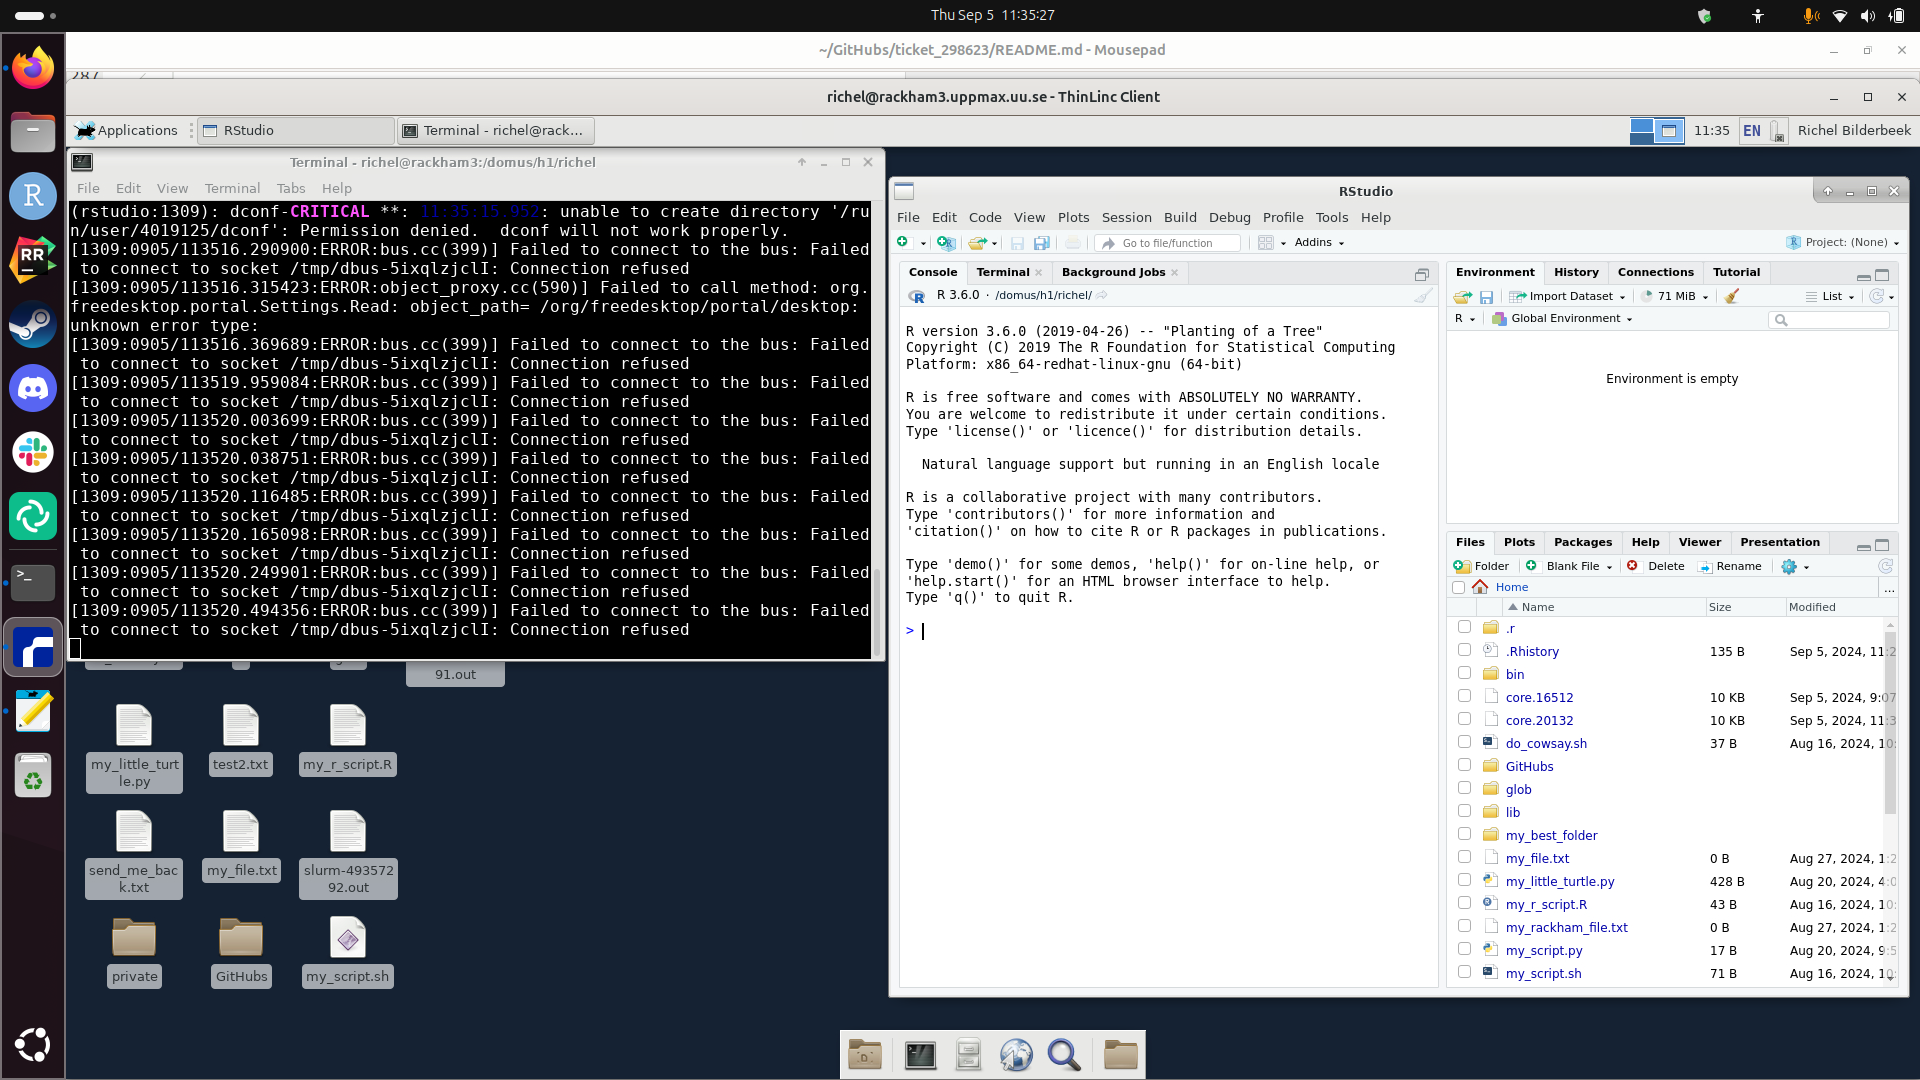 Thu Sep 5  11:35:27
~/GitHubs/ticket_298623/README.md - Mousepad
richel@rackham3.uppmax.uu.se - ThinLinc Client
Applications
RStudio
Terminal - richel@rack...
11:35
EN
Richel Bilderbeek
Terminal - richel@rackham3:/domus/h1/richel
File Edit View Terminal Tabs Help
(rstudio:1309): dconf-CRITICAL **: 11:35:15.952: unable to create directory '/ru
n/user/4019125/dconf': Permission denied.  dconf will not work properly.
[1309:0905/113516.290900:ERROR:bus.cc(399)] Failed to connect to the bus: Failed
 to connect to socket /tmp/dbus-5ixqlzjclI: Connection refused
[1309:0905/113516.315423:ERROR:object_proxy.cc(590)] Failed to call method: org.
freedesktop.portal.Settings.Read: object_path= /org/freedesktop/portal/desktop:
unknown error type:
[1309:0905/113516.369689:ERROR:bus.cc(399)] Failed to connect to the bus: Failed
 to connect to socket /tmp/dbus-5ixqlzjclI: Connection refused
[1309:0905/113519.959084:ERROR:bus.cc(399)] Failed to connect to the bus: Failed
 to connect to socket /tmp/dbus-5ixqlzjclI: Connection refused
[1309:0905/113520.003699:ERROR:bus.cc(399)] Failed to connect to the bus: Failed
 to connect to socket /tmp/dbus-5ixqlzjclI: Connection refused
[1309:0905/113520.038751:ERROR:bus.cc(399)] Failed to connect to the bus: Failed
 to connect to socket /tmp/dbus-5ixqlzjclI: Connection refused
[1309:0905/113520.116485:ERROR:bus.cc(399)] Failed to connect to the bus: Failed
 to connect to socket /tmp/dbus-5ixqlzjclI: Connection refused
[1309:0905/113520.165098:ERROR:bus.cc(399)] Failed to connect to the bus: Failed
 to connect to socket /tmp/dbus-5ixqlzjclI: Connection refused
[1309:0905/113520.249901:ERROR:bus.cc(399)] Failed to connect to the bus: Failed
 to connect to socket /tmp/dbus-5ixqlzjclI: Connection refused
[1309:0905/113520.494356:ERROR:bus.cc(399)] Failed to connect to the bus: Failed
 to connect to socket /tmp/dbus-5ixqlzjclI: Connection refused
91.out
my_little_turt
le.py
test2.txt
my_r_script.R
send_me_bac
k.txt
my_file.txt
slurm-493572
92.out
private
GitHubs
my_script.sh
RStudio
File Edit Code View Plots Session Build Debug Profile Tools Help
Go to file/function
Addins
Project: (None)
Console Terminal Background Jobs
R 3.6.0 · /domus/h1/richel/
R version 3.6.0 (2019-04-26) -- "Planting of a Tree"
Copyright (C) 2019 The R Foundation for Statistical Computing
Platform: x86_64-redhat-linux-gnu (64-bit)
R is free software and comes with ABSOLUTELY NO WARRANTY.
You are welcome to redistribute it under certain conditions.
Type 'license()' or 'licence()' for distribution details.
Natural language support but running in an English locale
R is a collaborative project with many contributors.
Type 'contributors()' for more information and
'citation()' on how to cite R or R packages in publications.
Type 'demo()' for some demos, 'help()' for on-line help, or
'help.start()' for an HTML browser interface to help.
Type 'q()' to quit R.
>
Environment History Connections Tutorial
Import Dataset 71 MiB List
R Global Environment
Environment is empty
Files Plots Packages Help Viewer Presentation
Folder Blank File Delete Rename
Home ...
Name Size Modified
.r
.Rhistory 135 B Sep 5, 2024, 11:2
bin
core.16512 10 KB Sep 5, 2024, 9:07
core.20132 10 KB Sep 5, 2024, 11:3
do_cowsay.sh 37 B Aug 16, 2024, 10:
GitHubs
glob
lib
my_best_folder
my_file.txt 0 B Aug 27, 2024, 1:2
my_little_turtle.py 428 B Aug 20, 2024, 4:0
my_r_script.R 43 B Aug 16, 2024, 10:
my_rackham_file.txt 0 B Aug 27, 2024, 1:2
my_script.py 17 B Aug 20, 2024, 9:5
my_script.sh 71 B Aug 16, 2024, 10: